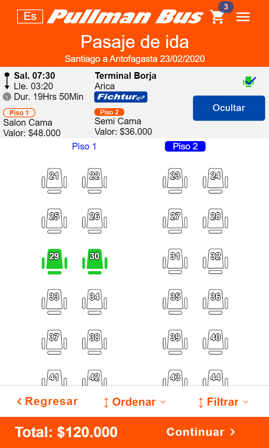 Es
Pullman Bus
3
Pasaje de ida
Santiago a Antofagasta 23/02/2020
Sal. 07:30
Lle. 03:20
Dur. 19Hrs 50Min
Piso 1
Salon Cama
Valor: $48.000
Terminal Borja
Arica
Fichtur
Piso 2
Semi Cama
Valor: $36.000
Ocultar
Piso 1
Piso 2
21 22 23 24
25 26 27 28
29 30 31 32
33 34 35 36
37 38 39 40
41 42 43 44
Regresar
Ordenar
Filtrar
Total: $120.000
Continuar